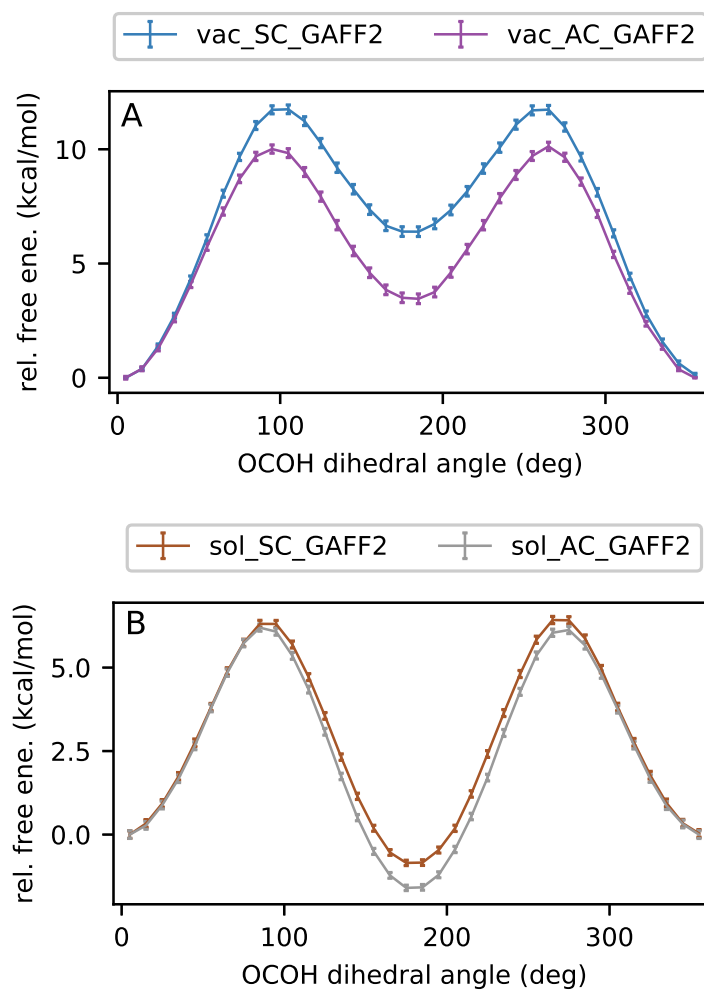 vac_SC_GAFF2 vac_AC_GAFF2
A
rel. free ene. (kcal/mol)
10
5
0
0 100 200 300
OCOH dihedral angle (deg)
sol_SC_GAFF2 sol_AC_GAFF2
B
rel. free ene. (kcal/mol)
5.0
2.5
0.0
0 100 200 300
OCOH dihedral angle (deg)